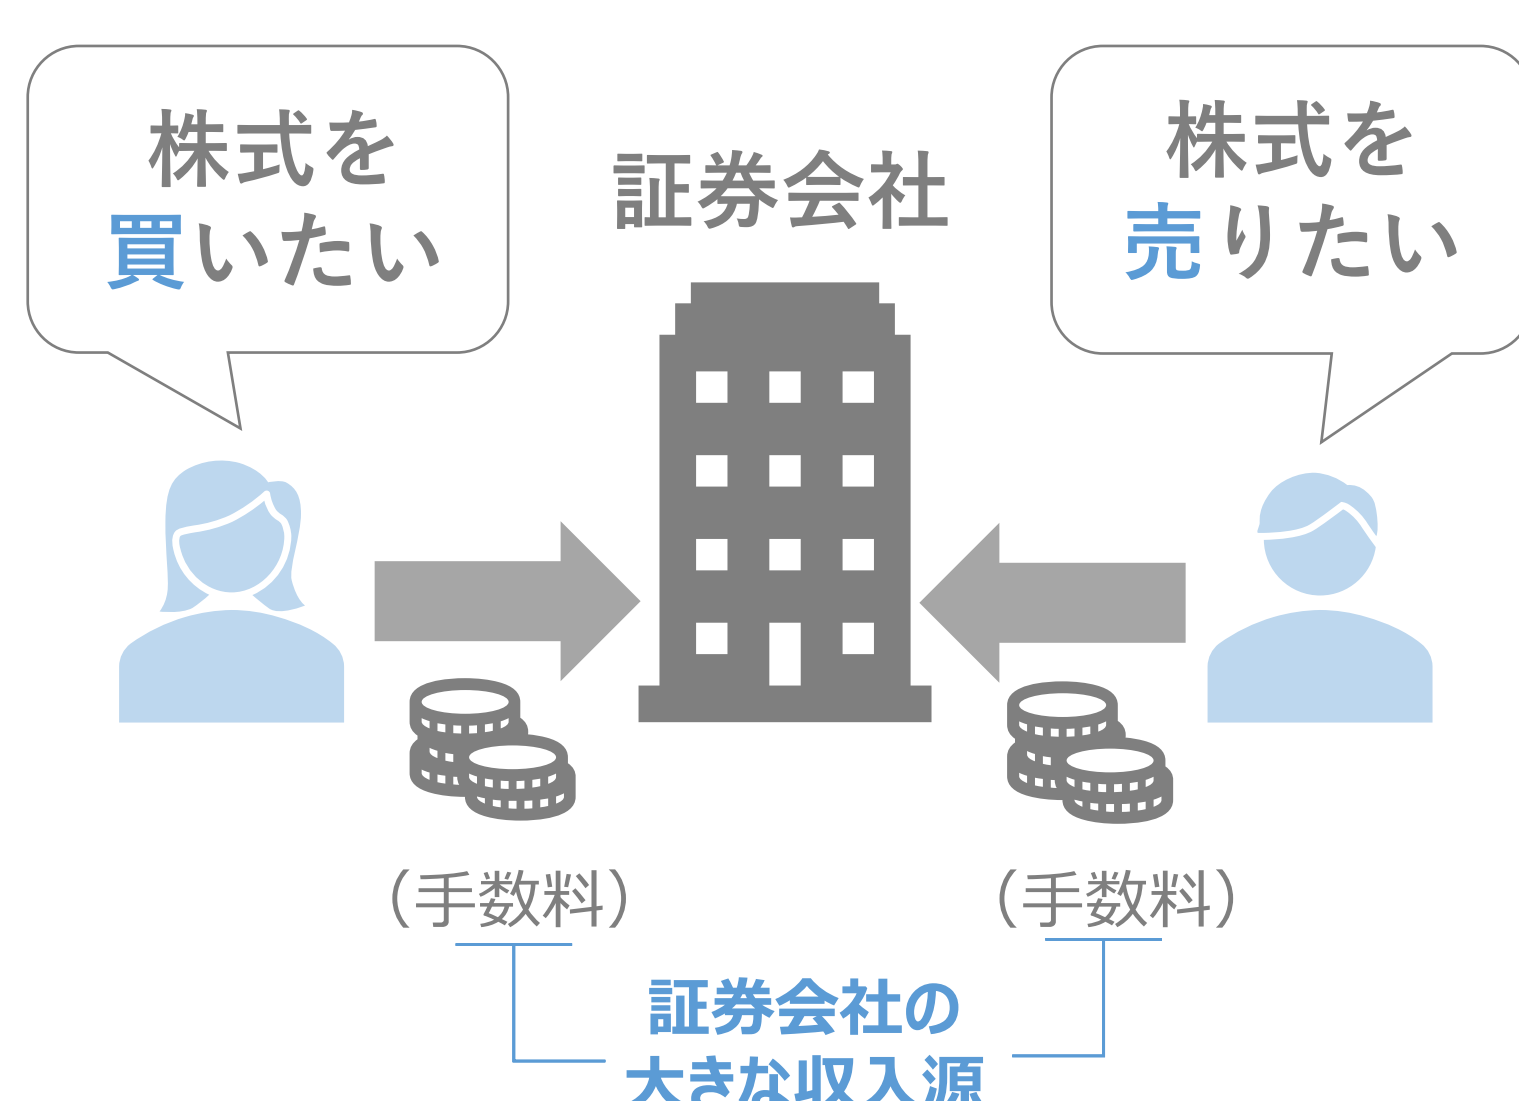 株式を
買いたい
証券会社
株式を
売りたい
（手数料）
（手数料）
証券会社の
大きな収入源